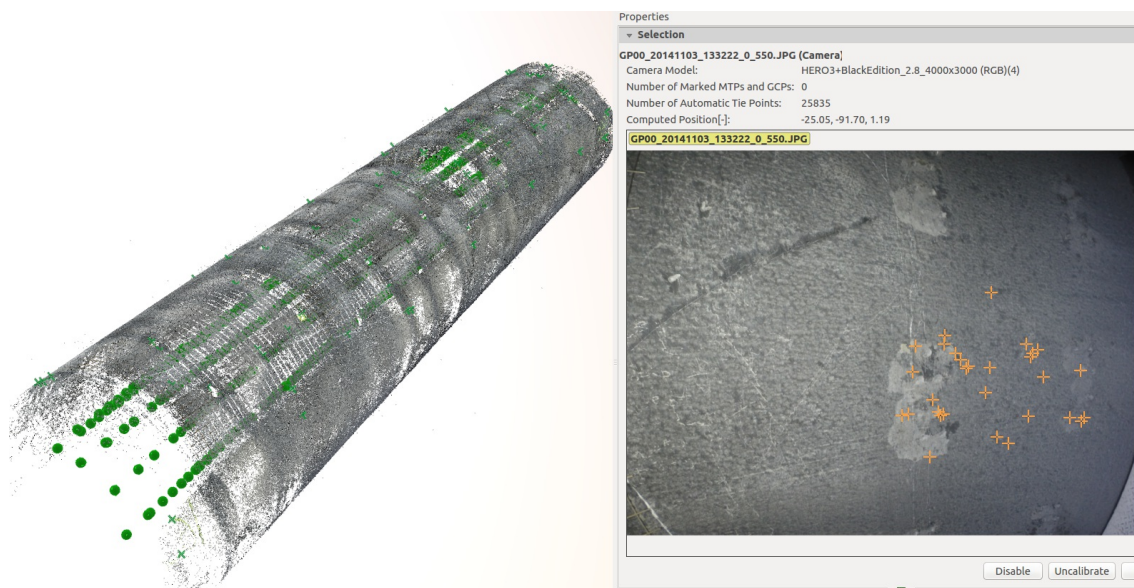 Properties
Selection
GP00_20141103_133222_0_550.JPG (Camera)
Camera Model: HERO3+BlackEdition_2.8_4000x3000 (RGB)(4)
Number of Marked MTPs and GCPs: 0
Number of Automatic Tie Points: 25835
Computed Position[-]: -25.05, -91.70, 1.19
GP00_20141103_133222_0_550.JPG
Disable Uncalibrate